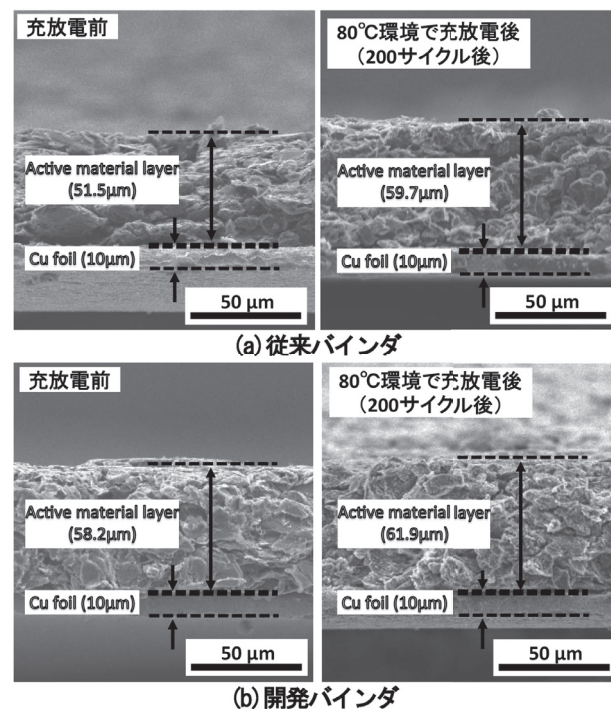 充放電前
Active material layer
(51.5μm)
Cu foil (10μm)
50 μm
80℃環境で充放電後
(200サイクル後)
Active material layer
(59.7μm)
Cu foil (10μm)
50 μm
(a) 従来バインダ
充放電前
Active material layer
(58.2μm)
Cu foil (10μm)
50 μm
80℃環境で充放電後
(200サイクル後)
Active material layer
(61.9μm)
Cu foil (10μm)
50 μm
(b) 開発バインダ